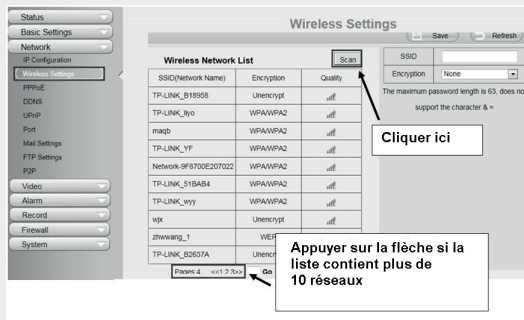 Status
Basic Settings
Network
IP Configuration
Wireless Settings
PPPoE
DDNS
UPnP
Port
Mail Settings
FTP Settings
P2P
Video
Alarm
Record
Firewall
System
Wireless Settings
Save Refresh
Wireless Network List Scan
SSID(Network Name) Encryption Quality
TP-LINK_B18958 Unencrypt
TP-LINK_liyo WPA/WPA2
maqb WPA/WPA2
TP-LINK_YF WPA/WPA2
Network-9F8700E207022 WPA/WPA2
TP-LINK_51BAB4 WPA/WPA2
TP-LINK_wyy WPA/WPA2
wjx Unencrypt
zhwwang_1 WEP
TP-LINK_B2637A Unencr
Pages:4 <<1 2 3>> Go
SSID
Encryption None
The maximum password length is 63, does no
support the character & =
Cliquer ici
Appuyer sur la flèche si la
liste contient plus de
10 réseaux